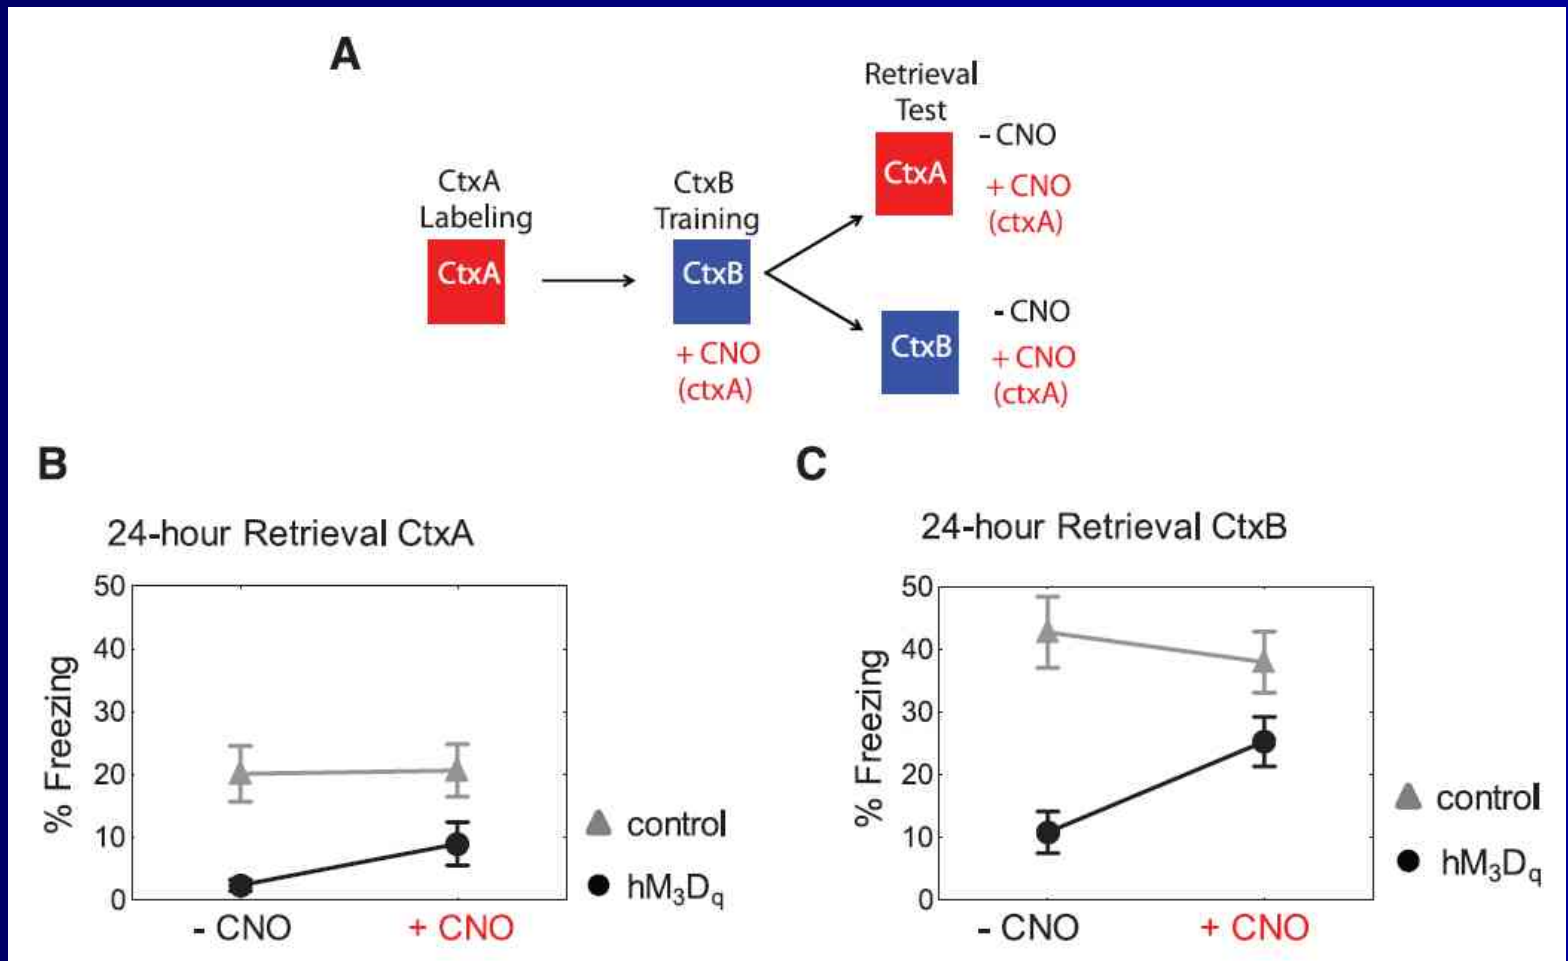 A
CtxA
Labeling
CtxA
CtxB
Training
CtxB
+ CNO
(ctxA)
Retrieval
Test
CtxA
- CNO
+ CNO
(ctxA)
CtxB
- CNO
+ CNO
(ctxA)
B
24-hour Retrieval CtxA
% Freezing
50
40
30
20
10
0
- CNO
+ CNO
control
hM₃Dq
C
24-hour Retrieval CtxB
% Freezing
50
40
30
20
10
0
- CNO
+ CNO
control
hM₃Dq